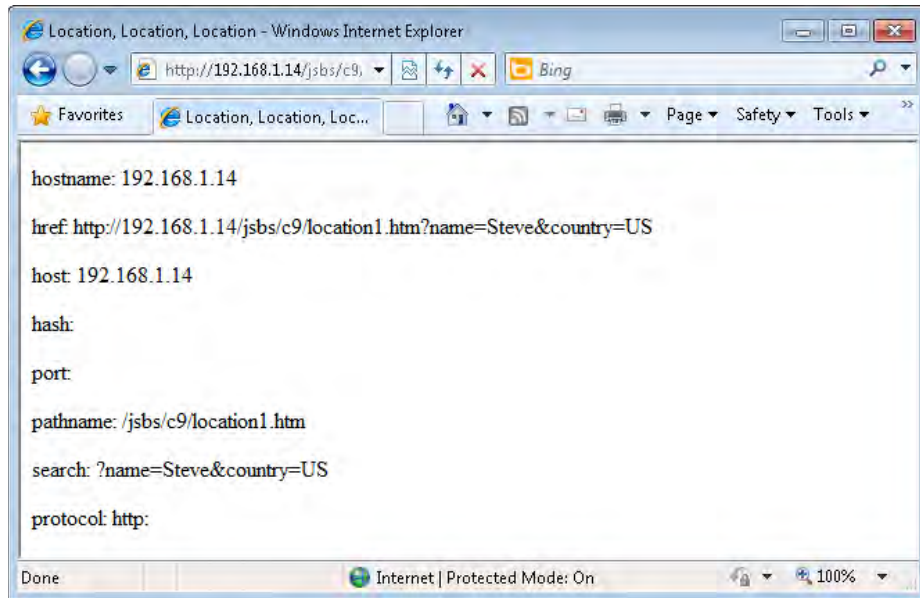 Location, Location, Location - Windows Internet Explorer
http://192.168.1.14/jsbs/c9, Bing
Favorites Location, Location, Loc... Page Safety Tools »
hostname: 192.168.1.14
href: http://192.168.1.14/jsbs/c9/location1.htm?name=Steve&country=US
host: 192.168.1.14
hash:
port:
pathname: /jsbs/c9/location1.htm
search: ?name=Steve&country=US
protocol: http:
Done Internet | Protected Mode: On 100%